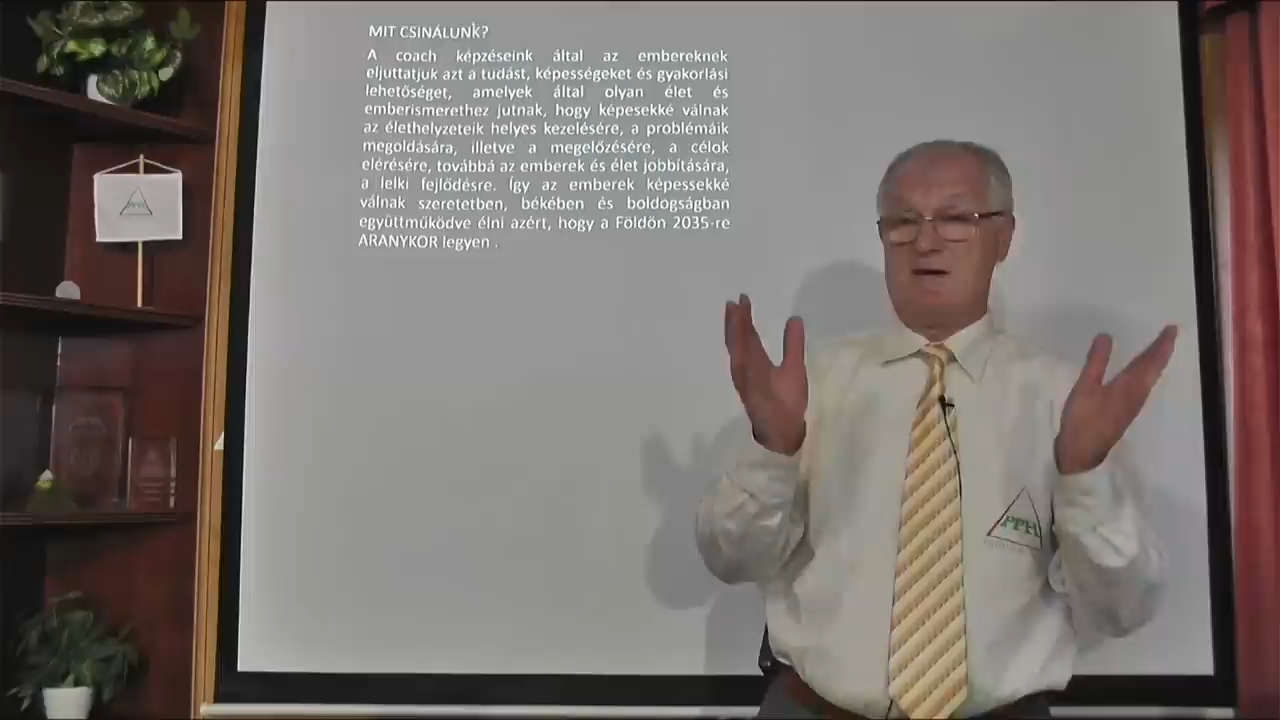 MIT CSINÁLUNK?
A coach képzéseink által az embereknek
eljuttatjuk azt a tudást, képességeket és gyakorlási
lehetőséget, amelyek által olyan élet és
emberismerethez jutnak, hogy képesekké válnak
az élethelyzeteik helyes kezelésére, a problémáik
megoldására, illetve a megelőzésére, a célok
elérésére, továbbá az emberek és élet jobbítására,
a lelki fejlődésre. Így az emberek képessekké
válnak szeretetben, békében és boldogságban
együttműködve élni azért, hogy a Földön 2035-re
ARANYKOR legyen .
PPH
PPH